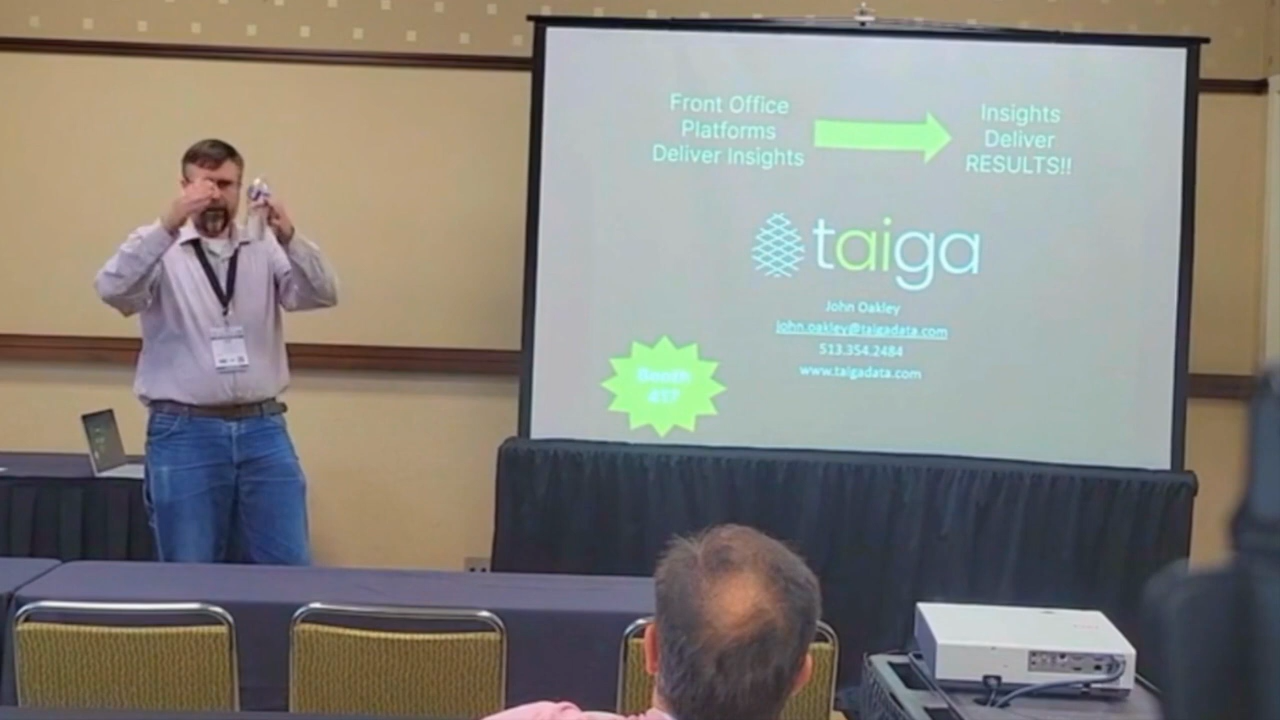 Front Office
Platforms
Deliver Insights
Insights
Deliver
RESULTS!!
taiga
John Oakley
john.oakley@taigadata.com
513.354.2484
www.taigadata.com
Booth